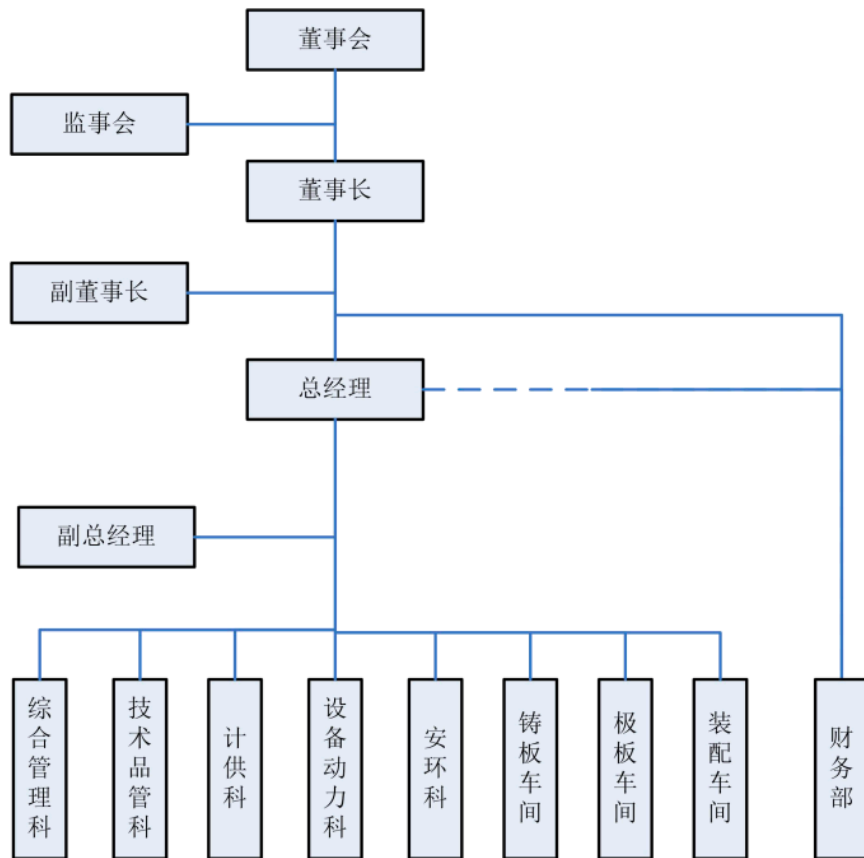 董事会
监事会
董事长
副董事长
总经理
副总经理
综合管理科
技术品管科
计供科
设备动力科
安环科
铸板车间
极板车间
装配车间
财务部